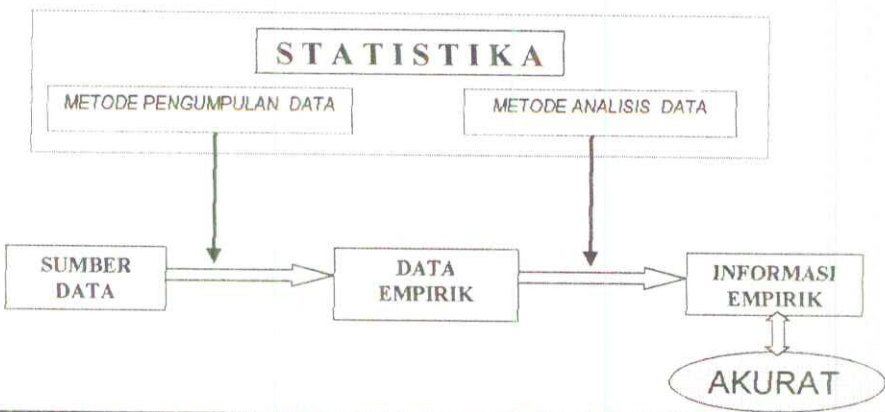 STATISTIKA
METODE PENGUMPULAN DATA
METODE ANALISIS DATA
SUMBER
DATA
DATA
EMPIRIK
INFORMASI
EMPIRIK
AKURAT